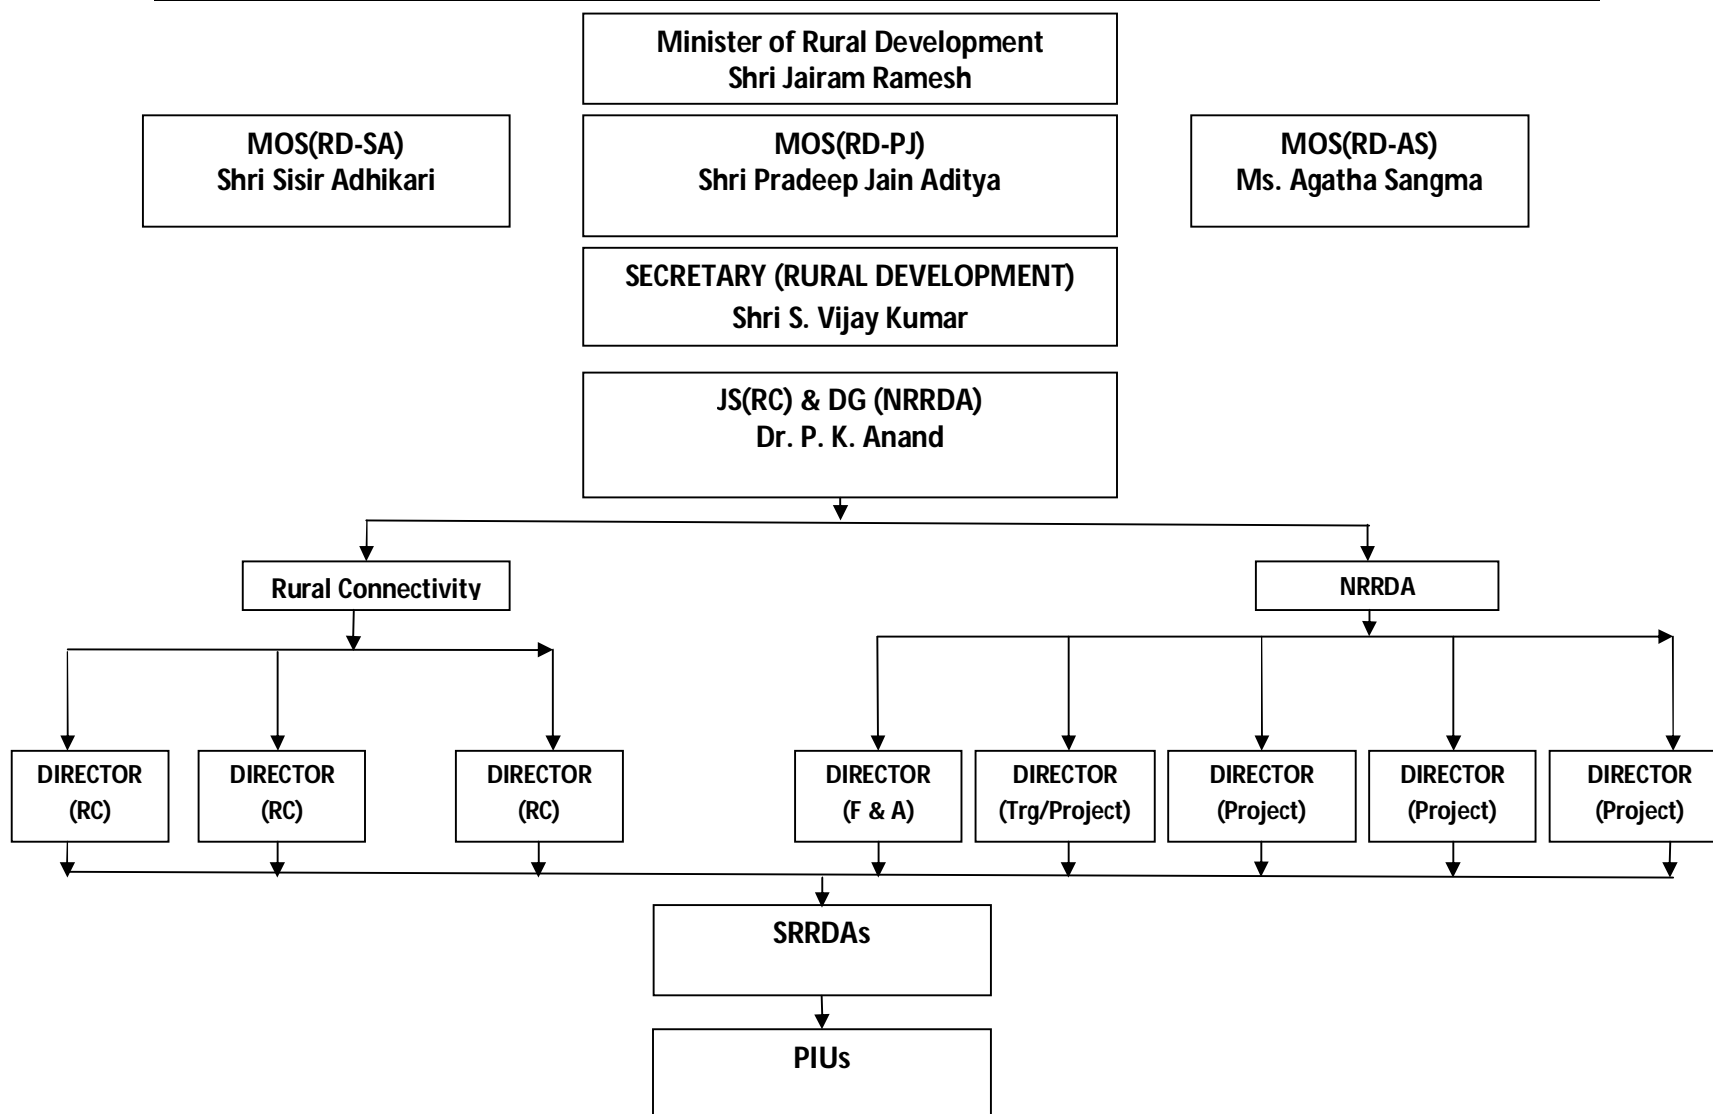 Minister of Rural Development
Shri Jairam Ramesh
MOS(RD-SA)
Shri Sisir Adhikari
MOS(RD-PJ)
Shri Pradeep Jain Aditya
MOS(RD-AS)
Ms. Agatha Sangma
SECRETARY (RURAL DEVELOPMENT)
Shri S. Vijay Kumar
JS(RC) & DG (NRRDA)
Dr. P. K. Anand
Rural Connectivity
NRRDA
DIRECTOR
(RC)
DIRECTOR
(RC)
DIRECTOR
(RC)
DIRECTOR
(F & A)
DIRECTOR
(Trg/Project)
DIRECTOR
(Project)
DIRECTOR
(Project)
DIRECTOR
(Project)
SRRDAs
PIUs